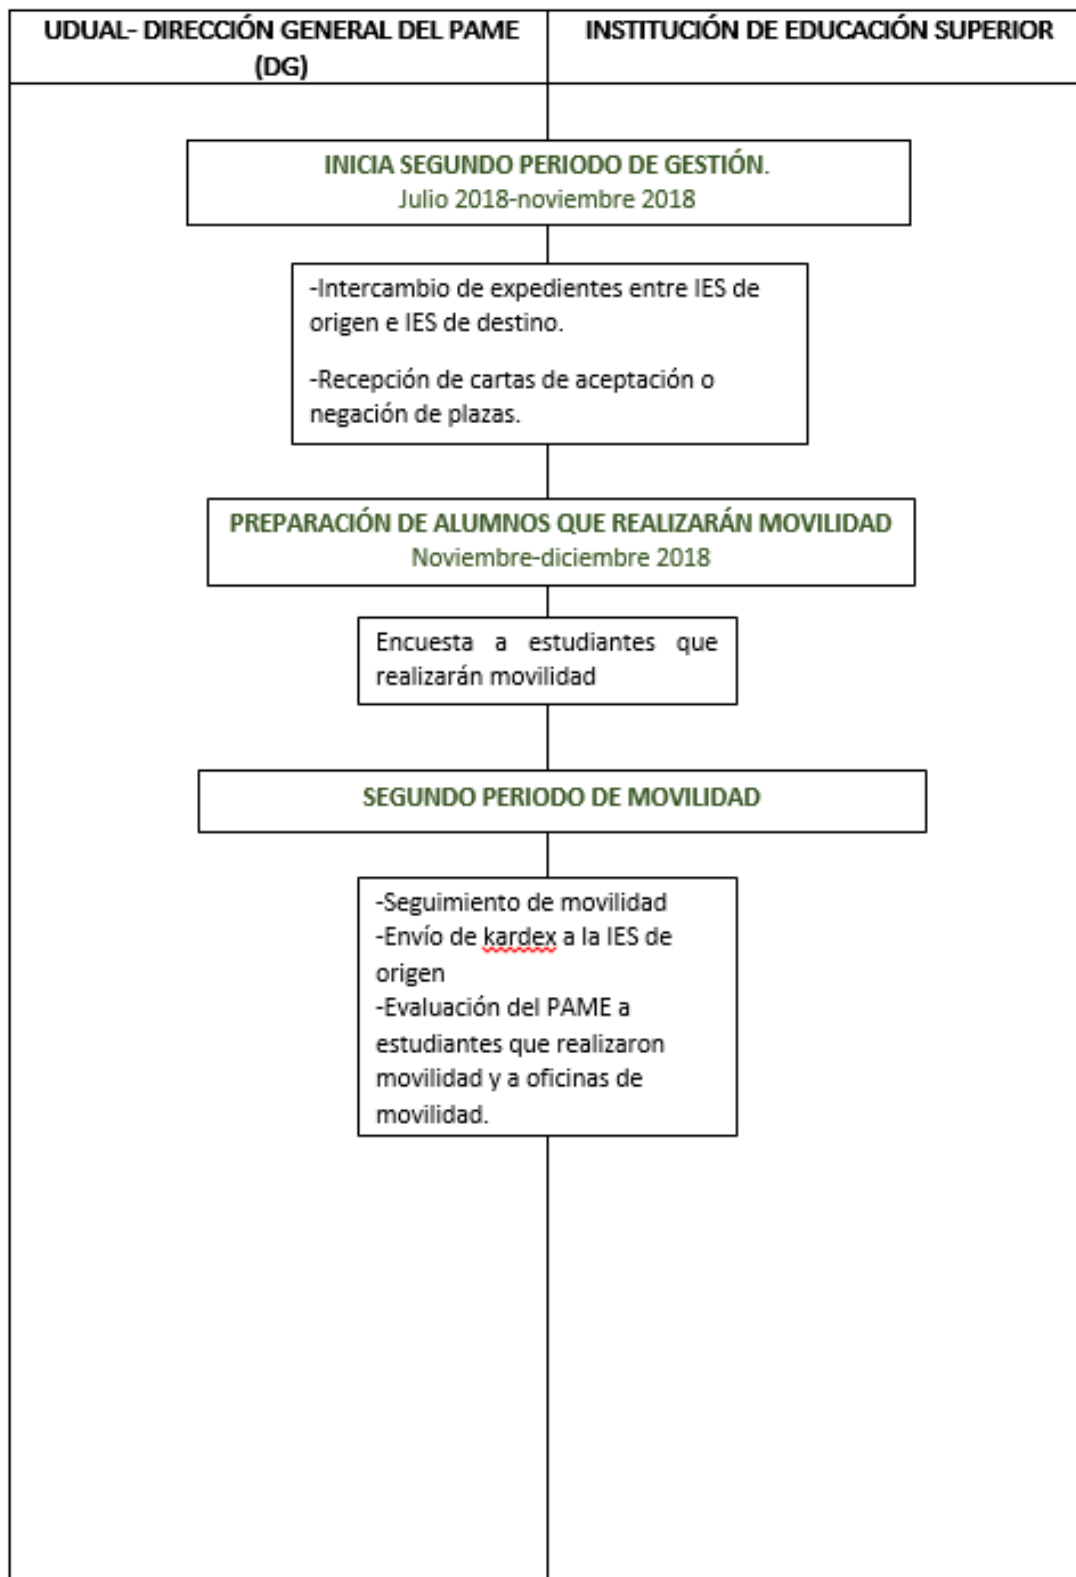 UDUAL- DIRECCIÓN GENERAL DEL PAME
(DG)
INSTITUCIÓN DE EDUCACIÓN SUPERIOR
INICIA SEGUNDO PERIODO DE GESTIÓN.
Julio 2018-noviembre 2018
-Intercambio de expedientes entre IES de
origen e IES de destino.
-Recepción de cartas de aceptación o
negación de plazas.
PREPARACIÓN DE ALUMNOS QUE REALIZARÁN MOVILIDAD
Noviembre-diciembre 2018
Encuesta a estudiantes que
realizarán movilidad
SEGUNDO PERIODO DE MOVILIDAD
-Seguimiento de movilidad
-Envío de kardex a la IES de
origen
-Evaluación del PAME a
estudiantes que realizaron
movilidad y a oficinas de
movilidad.